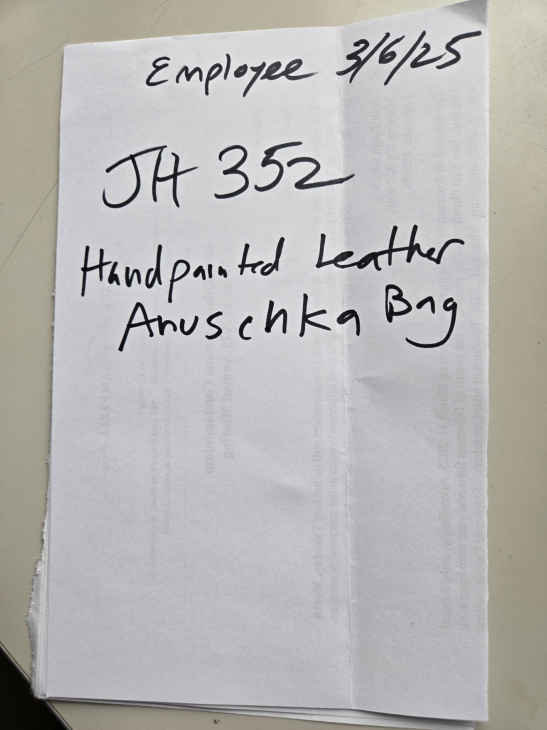 Employee 3/6/25
JH 352
Handpainted Leather
Anuschka Bag